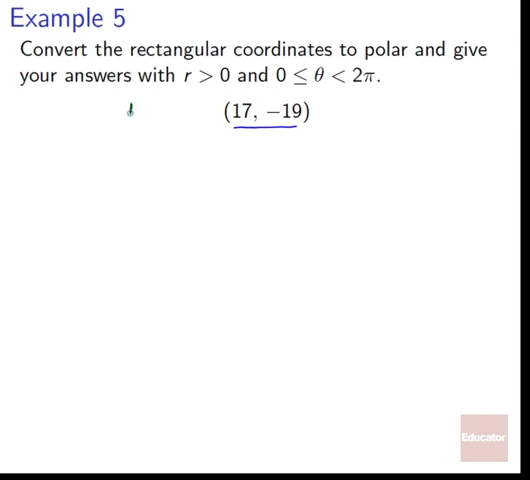 Example 5
Convert the rectangular coordinates to polar and give
your answers with r > 0 and 0 ≤ θ < 2π.
(17, −19)
Educator